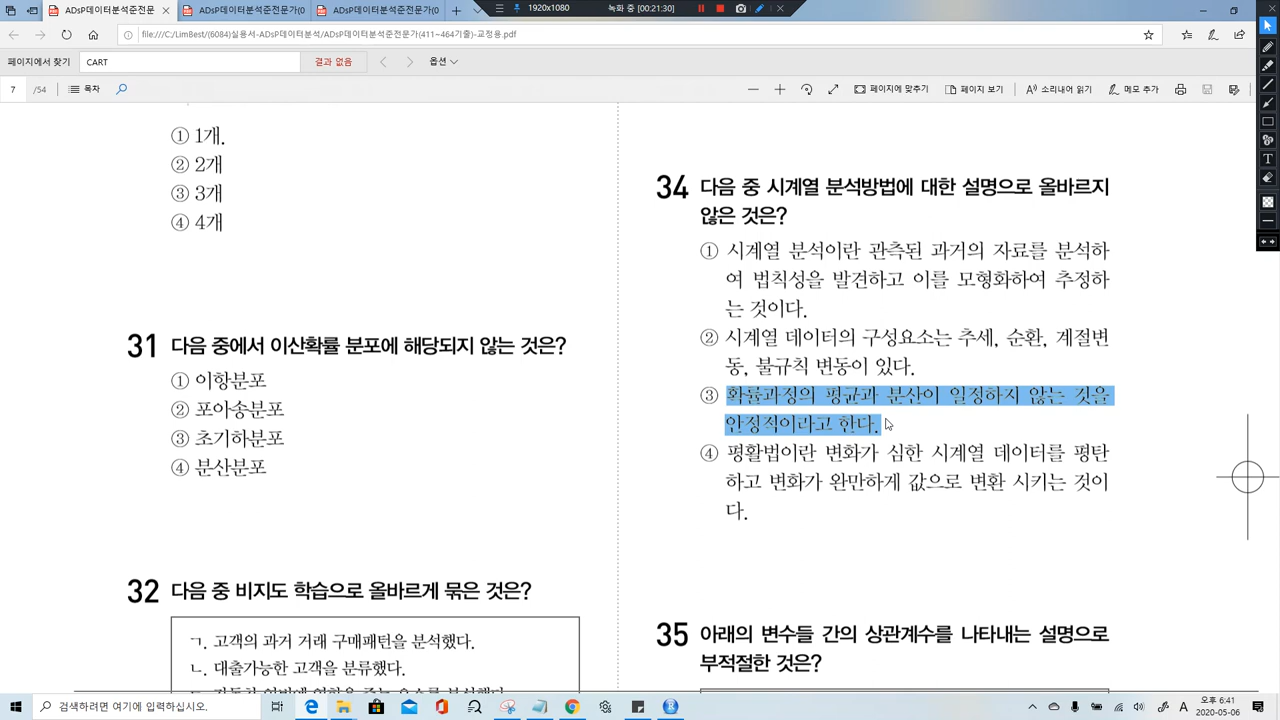 ADsP데이터분석준전문
ADsP데이터분석준전문가(0
ADsP데이터분석준전문가(0
1920x1080
녹화 중 [00:21:30]
file:///C:/LimBest/(6084)실용서-ADsP데이터분석/ADsP데이터분석준전문가(411~464기출)-교정용.pdf
페이지에서 찾기
CART
결과 없음
옵션
7 /54
목차
페이지에 맞추기
페이지 보기
소리내어 읽기
메모 추가
① 1개.
② 2개
③ 3개
④ 4개
31 다음 중에서 이산확률 분포에 해당되지 않는 것은?
① 이항분포
② 포아송분포
③ 초기하분포
④ 분산분포
32 다음 중 비지도 학습으로 올바르게 묶은 것은?
ㄱ. 고객의 과거 거래 구매패턴을 분석했다.
ㄴ. 대출가능한 고객을 분류했다.
34 다음 중 시계열 분석방법에 대한 설명으로 올바르지
않은 것은?
① 시계열 분석이란 관측된 과거의 자료를 분석하
여 법칙성을 발견하고 이를 모형화하여 추정하
는 것이다.
② 시계열 데이터의 구성요소는 추세, 순환, 계절변
동, 불규칙 변동이 있다.
③ 확률과정의 평균과 분산이 일정하지 않는 것을
안정적이라고 한다.
④ 평활법이란 변화가 심한 시계열 데이터를 평탄
하고 변화가 완만하게 값으로 변환 시키는 것이
다.
35 아래의 변수들 간의 상관계수를 나타내는 설명으로
부적절한 것은?
검색하려면 여기에 입력하십시오.
A
오후 6:41
2020-05-06